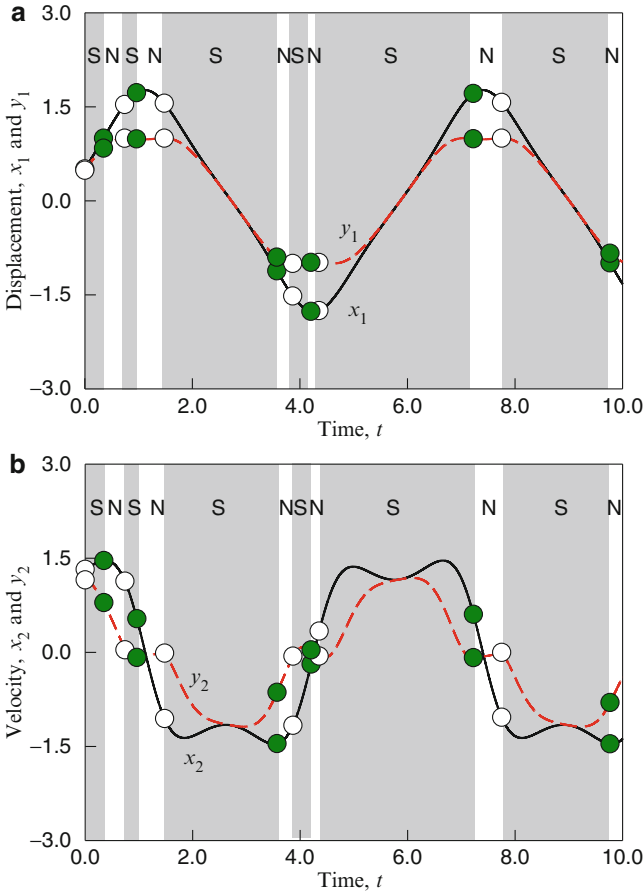 a
3.0
S N S N S N S N S N S N
1.5
Displacement, x₁ and y₁
0.0
y₁
x₁
−1.5
−3.0
0.0 2.0 4.0 6.0 8.0 10.0
Time, t
b
3.0
S N S N S N S N S N S N
1.5
Velocity, x₂ and y₂
0.0
y₂
x₂
−1.5
−3.0
0.0 2.0 4.0 6.0 8.0 10.0
Time, t